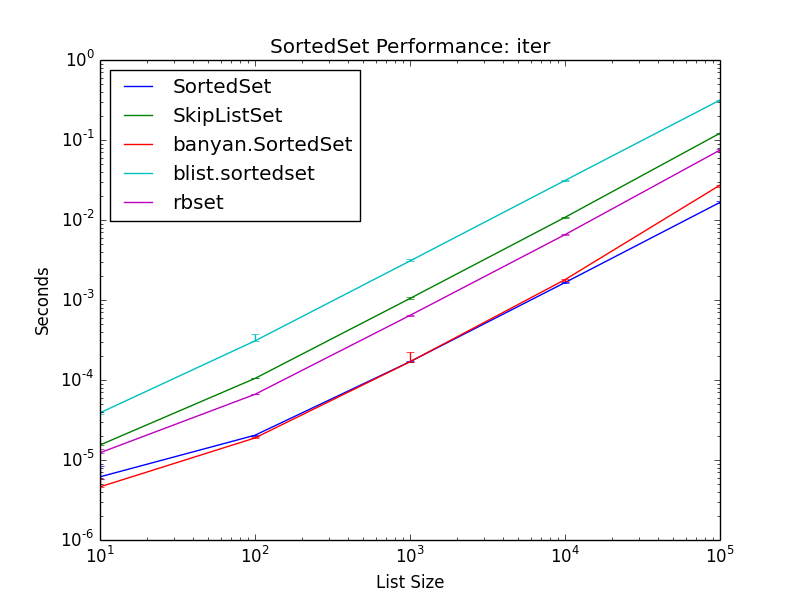 SortedSet Performance: iter
10^0
10^-1
10^-2
10^-3
10^-4
10^-5
10^-6
Seconds
SortedSet
SkipListSet
banyan.SortedSet
blist.sortedset
rbset
10^1 10^2 10^3 10^4 10^5
List Size